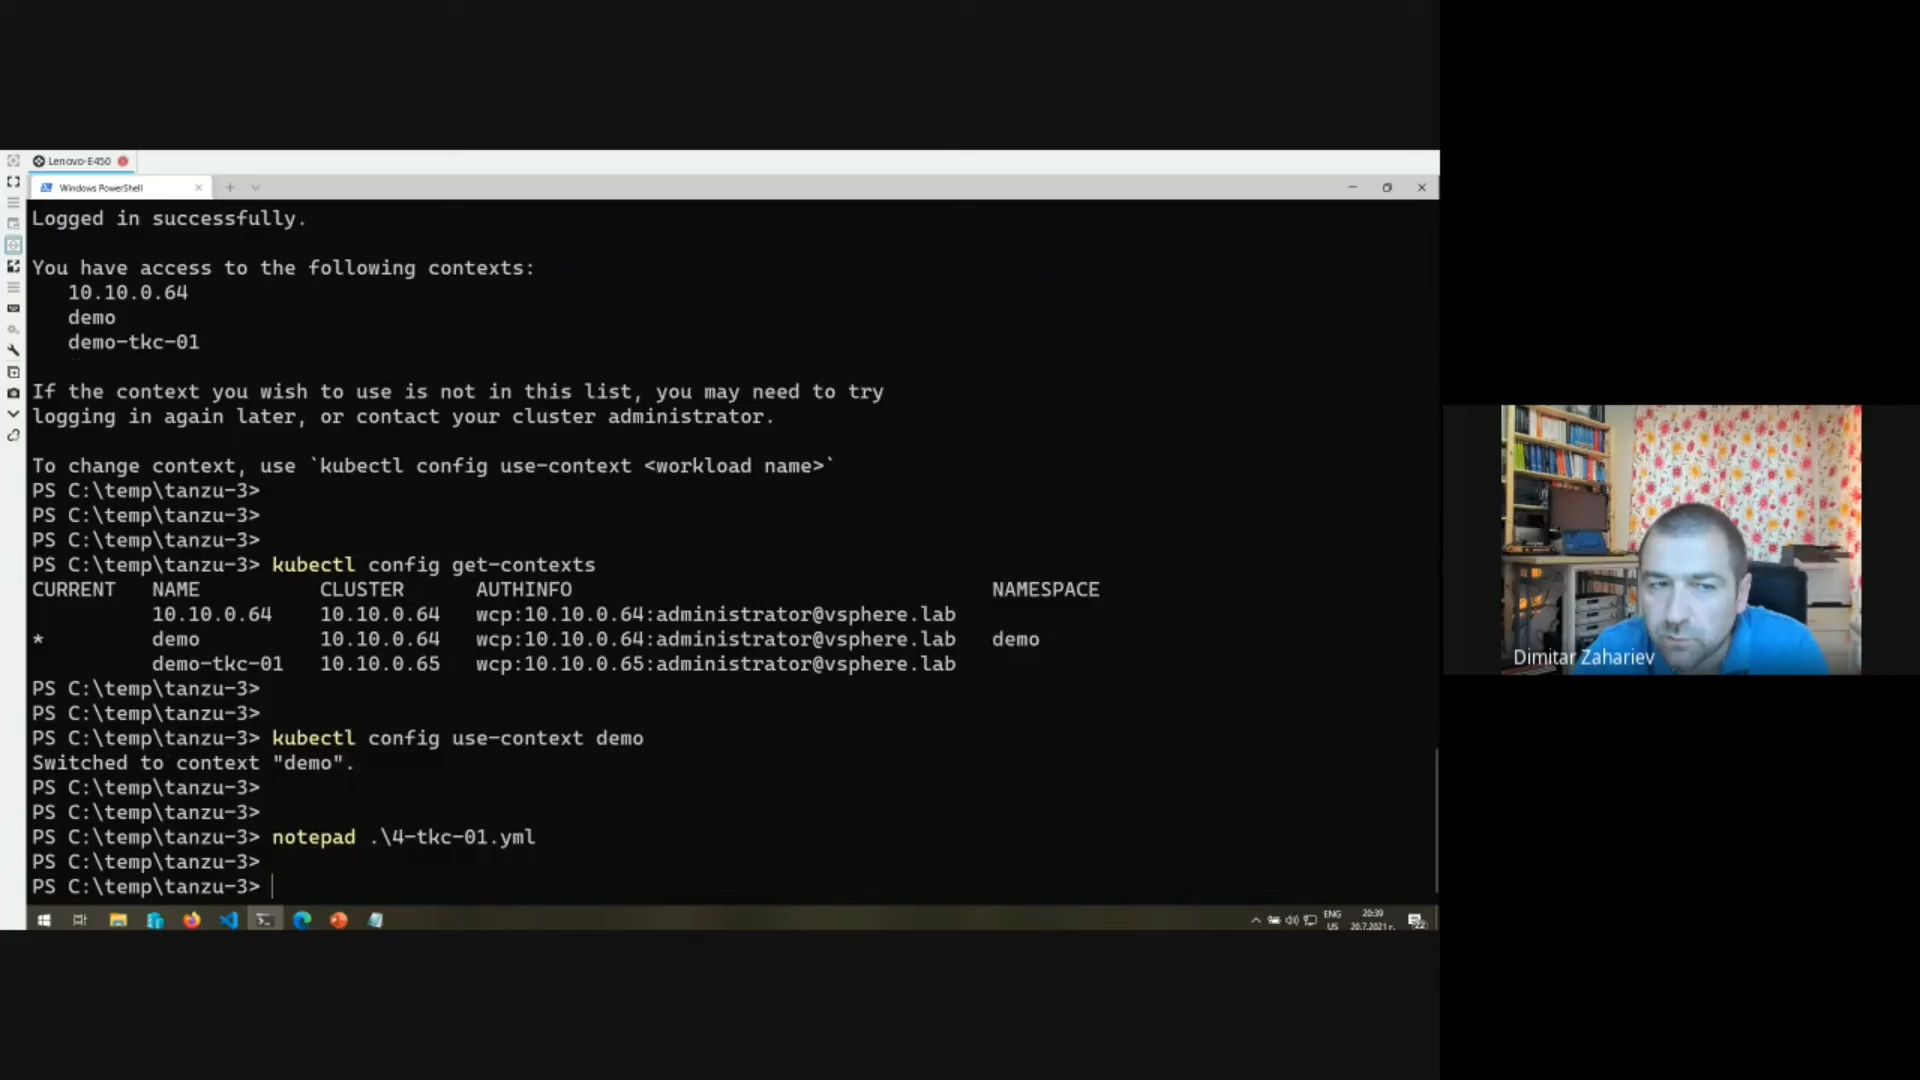 Lenovo-E450
Windows PowerShell
Logged in successfully.
You have access to the following contexts:
10.10.0.64
demo
demo-tkc-01
If the context you wish to use is not in this list, you may need to try
logging in again later, or contact your cluster administrator.
To change context, use `kubectl config use-context <workload name>`
PS C:\temp\tanzu-3>
PS C:\temp\tanzu-3>
PS C:\temp\tanzu-3>
PS C:\temp\tanzu-3> kubectl config get-contexts
CURRENT NAME CLUSTER AUTHINFO NAMESPACE
10.10.0.64 10.10.0.64 wcp:10.10.0.64:administrator@vsphere.lab
* demo 10.10.0.64 wcp:10.10.0.64:administrator@vsphere.lab demo
demo-tkc-01 10.10.0.65 wcp:10.10.0.65:administrator@vsphere.lab
PS C:\temp\tanzu-3>
PS C:\temp\tanzu-3>
PS C:\temp\tanzu-3> kubectl config use-context demo
Switched to context "demo".
PS C:\temp\tanzu-3>
PS C:\temp\tanzu-3>
PS C:\temp\tanzu-3> notepad .\4-tkc-01.yml
PS C:\temp\tanzu-3>
PS C:\temp\tanzu-3>
ENG 20:39
US 20.7.2021 г.
22
Dimitar Zahariev